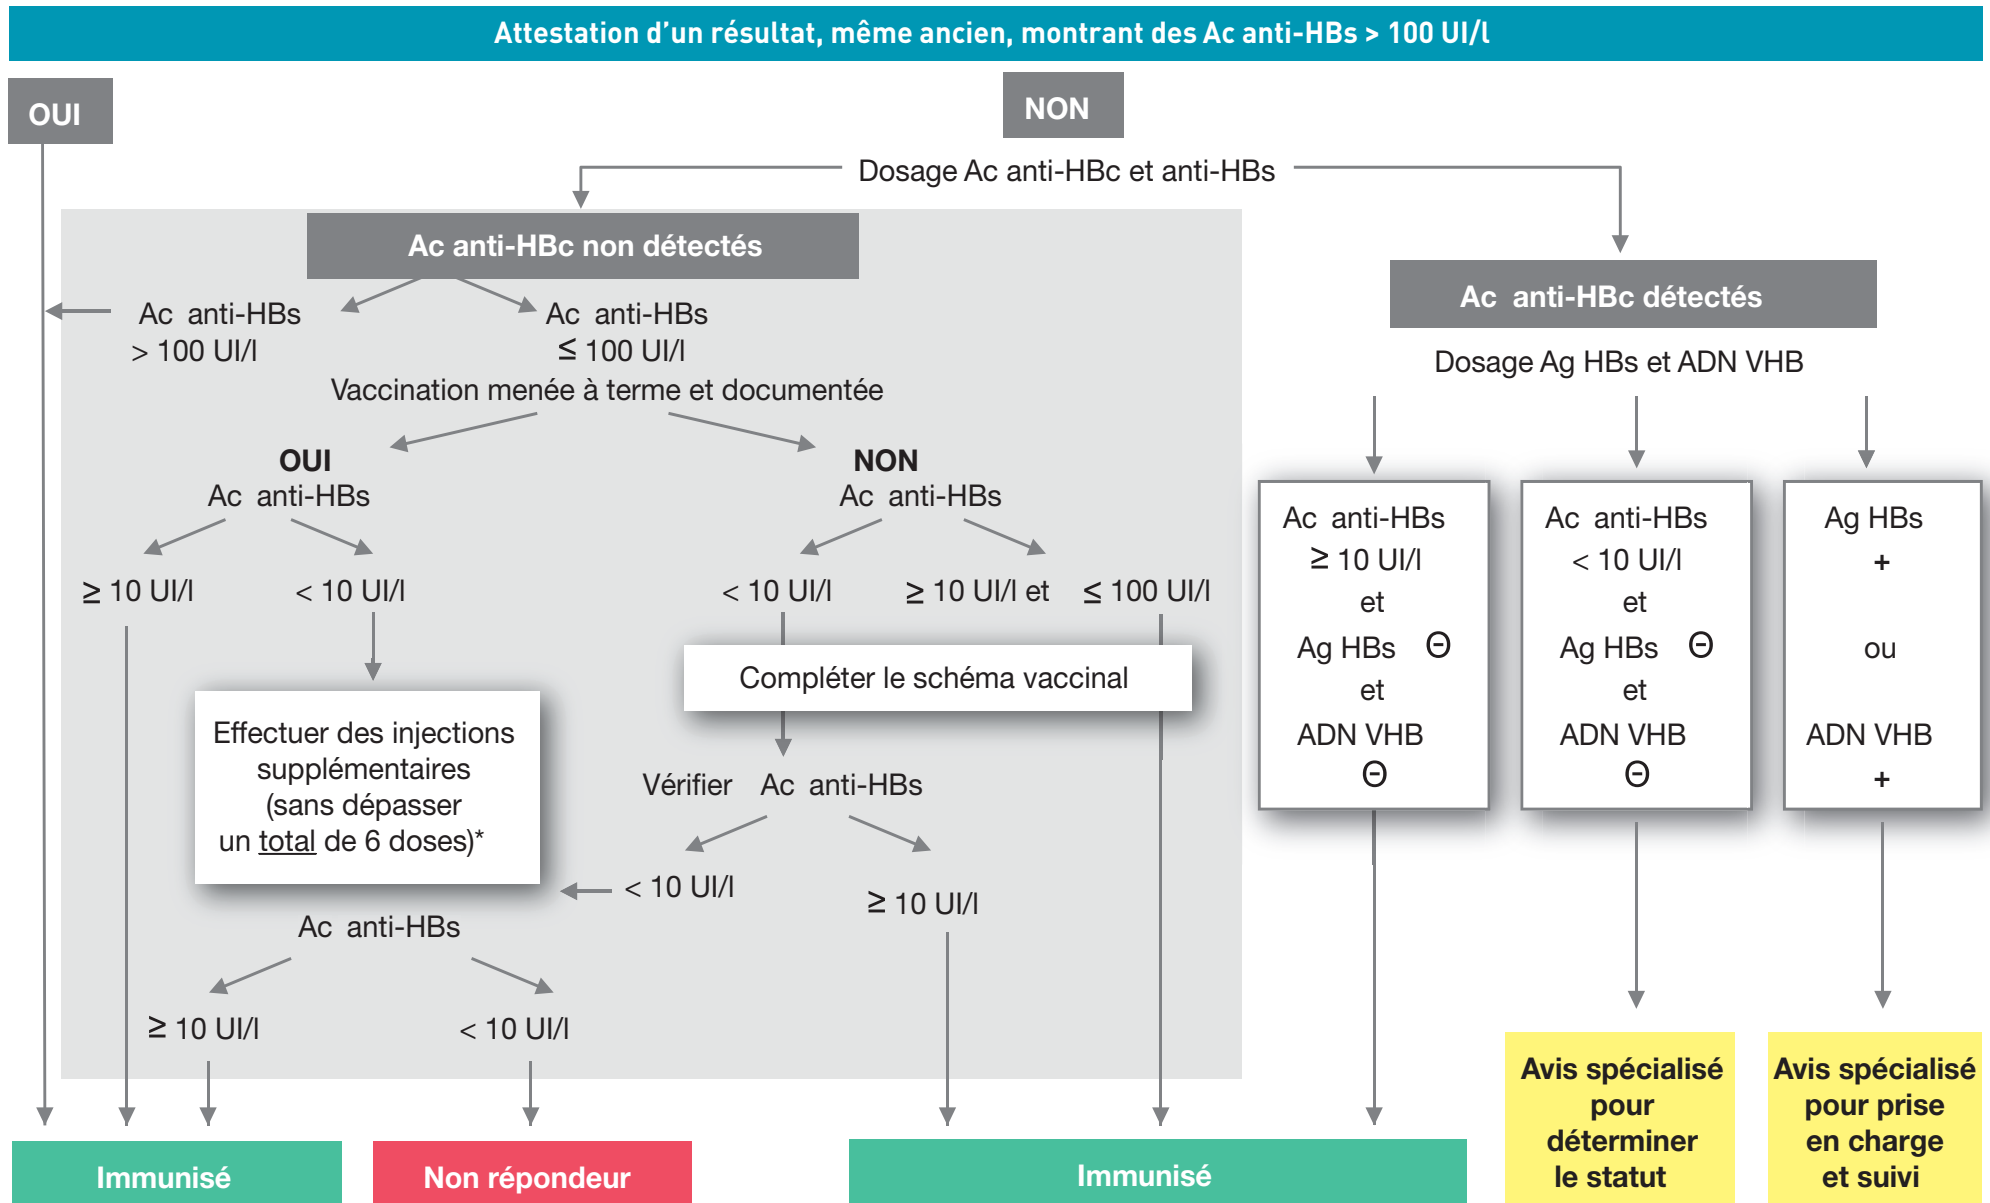 Attestation d'un résultat, même ancien, montrant des Ac anti-HBs > 100 UI/l
OUI
NON
Dosage Ac anti-HBc et anti-HBs
Ac anti-HBc non détectés
Ac anti-HBs
> 100 UI/l
Ac anti-HBs
≤ 100 UI/l
Vaccination menée à terme et documentée
OUI
Ac anti-HBs
≥ 10 UI/l
< 10 UI/l
NON
Ac anti-HBs
< 10 UI/l
≥ 10 UI/l et ≤ 100 UI/l
Effectuer des injections
supplémentaires
(sans dépasser
un total de 6 doses)*
Compléter le schéma vaccinal
Vérifier Ac anti-HBs
< 10 UI/l
≥ 10 UI/l
Ac anti-HBs
≥ 10 UI/l
< 10 UI/l
Ac anti-HBc détectés
Dosage Ag HBs et ADN VHB
Ac anti-HBs
≥ 10 UI/l
et
Ag HBs ⊖
et
ADN VHB
⊖
Ac anti-HBs
< 10 UI/l
et
Ag HBs ⊖
et
ADN VHB
⊖
Ag HBs
+
ou
ADN VHB
+
Immunisé
Non répondeur
Immunisé
Avis spécialisé
pour
déterminer
le statut
Avis spécialisé
pour prise
en charge
et suivi